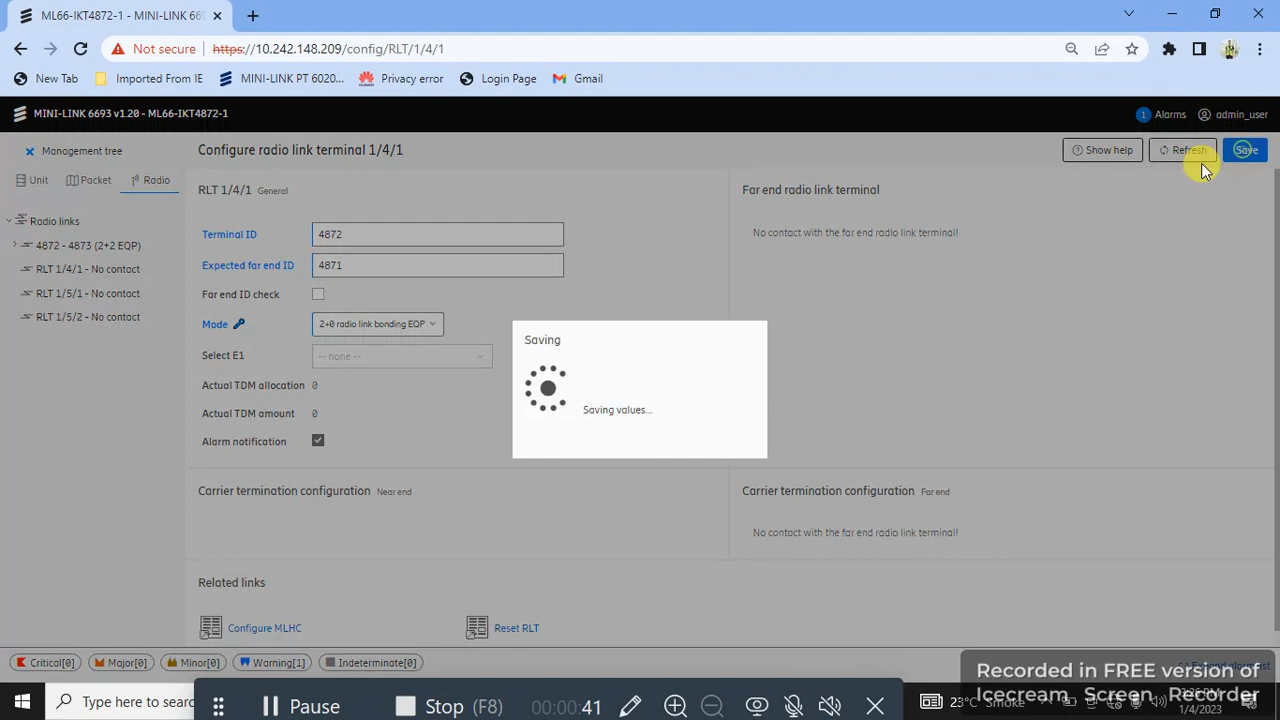 ML66-IKT4872-1 - MINI-LINK 669
Not secure
https://10.242.148.209/config/RLT/1/4/1
New Tab
Imported From IE
MINI-LINK PT 6020...
Privacy error
Login Page
Gmail
MINI-LINK 6693 v1.20 - ML66-IKT4872-1
1 Alarms
admin_user
Management tree
Configure radio link terminal 1/4/1
Show help
Refresh
Save
Unit
Packet
Radio
RLT 1/4/1 General
Far end radio link terminal
Radio links
Terminal ID
4872
No contact with the far end radio link terminal!
4872 - 4873 (2+2 EQP)
RLT 1/4/1 - No contact
RLT 1/5/1 - No contact
RLT 1/5/2 - No contact
Expected far end ID
4871
Far end ID check
Mode
2+0 radio link bonding EQP
Select E1
-- none --
Actual TDM allocation 0
Actual TDM amount 0
Alarm notification
Saving
Saving values...
Carrier termination configuration Near end
Carrier termination configuration Far end
No contact with the far end radio link terminal!
Related links
Configure MLHC
Reset RLT
Critical[0]
Major[0]
Minor[0]
Warning[1]
Indeterminate[0]
Recorded in FREE version of
Icecream Screen Recorder
Type here to searc
Pause
Stop (F8)
00:00:41
23°C Smoke
1/4/2023